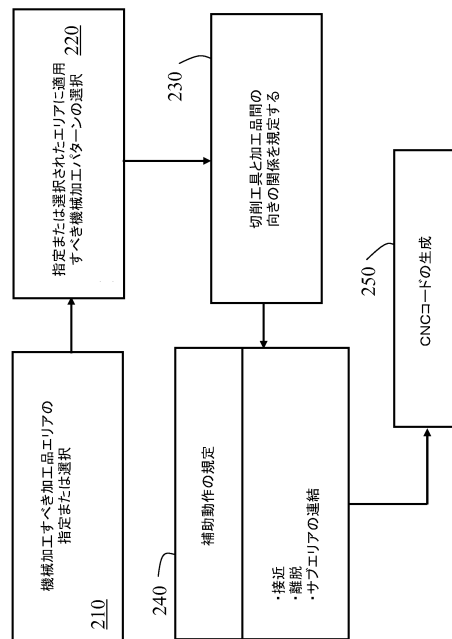 機械加工すべき加工品エリアの
指定または選択
210
指定または選択されたエリアに適用
すべき機械加工パターンの選択
220
230
切削工具と加工品間の
向きの関係を規定する
240
補助動作の規定
・接近
・離脱
・サブエリアの連結
250
CNCコードの生成